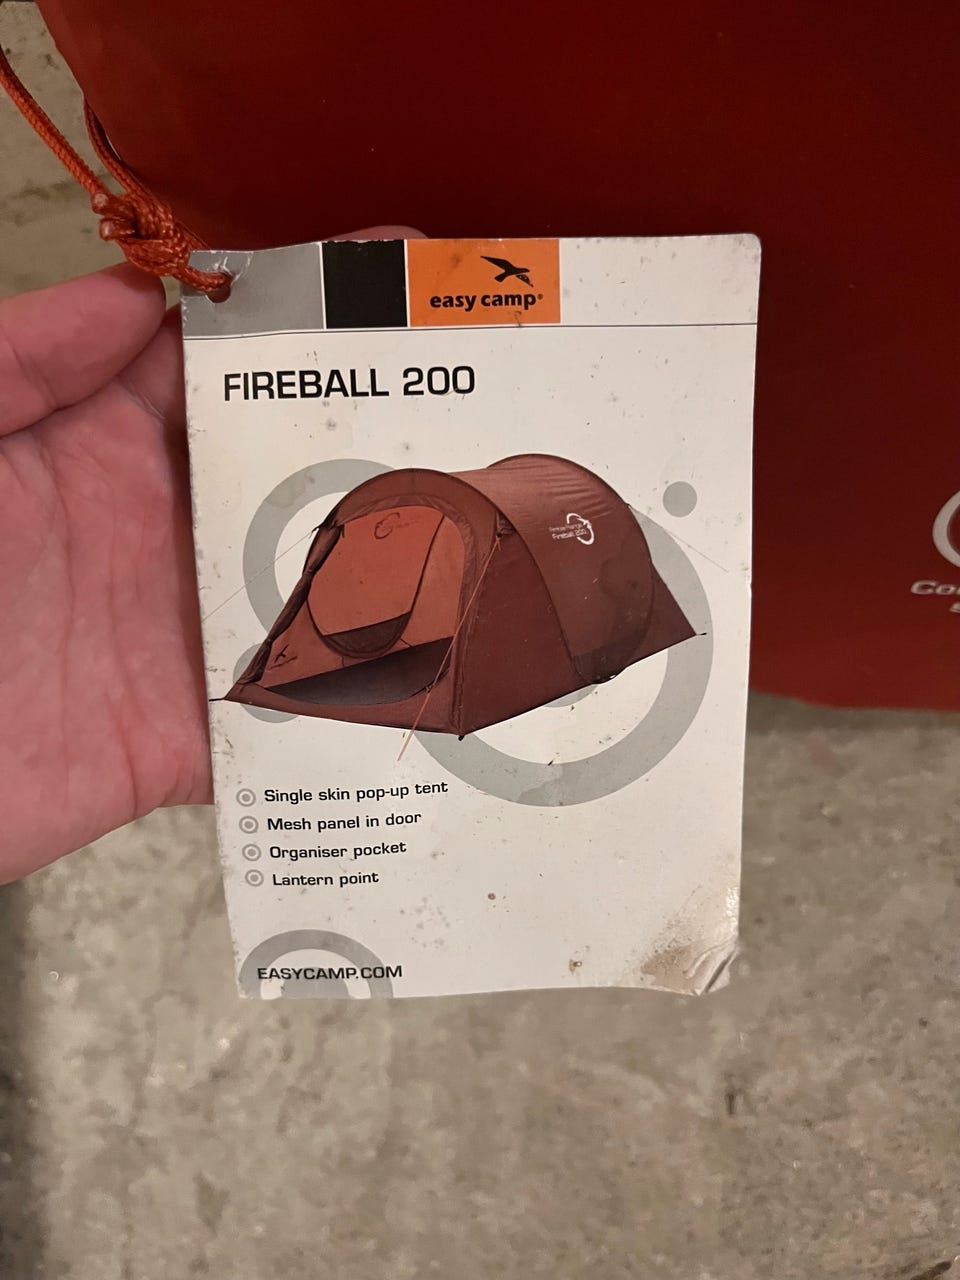 easy camp®
FIREBALL 200
Fireball 200
Single skin pop-up tent
Mesh panel in door
Organiser pocket
Lantern point
EASYCAMP.COM